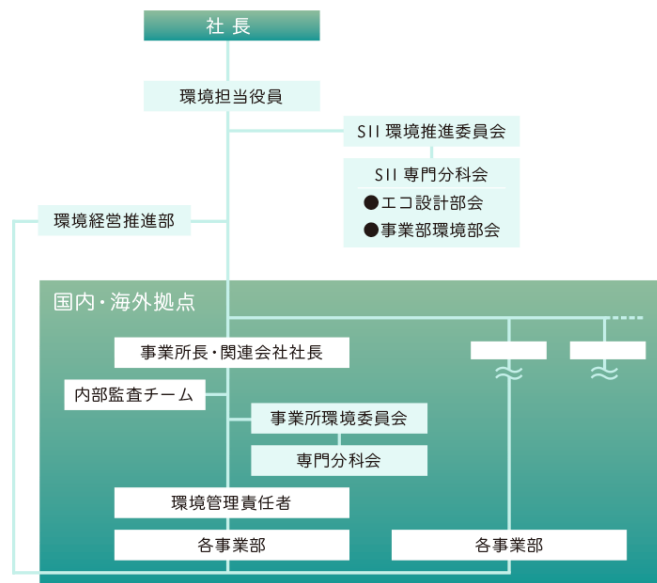 社 長
環境担当役員
SII 環境推進委員会
SII 専門分科会
●エコ設計部会
●事業部環境部会
環境経営推進部
国内・海外拠点
事業所長・関連会社社長
内部監査チーム
事業所環境委員会
専門分科会
環境管理責任者
各事業部
各事業部